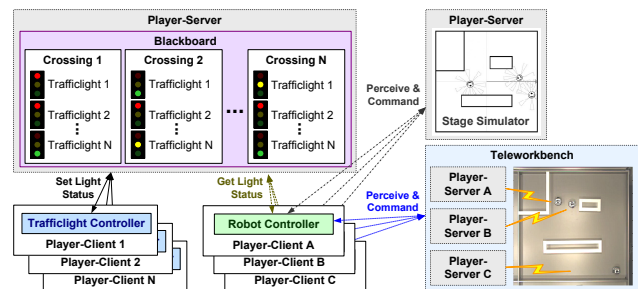 Player-Server
Blackboard
Crossing 1
Trafficlight 1
Trafficlight 2
Trafficlight N
Crossing 2
Trafficlight 1
Trafficlight 2
Trafficlight N
...
Crossing N
Trafficlight 1
Trafficlight 2
Trafficlight N
Player-Server
Stage Simulator
Perceive &
Command
Teleworkbench
Player-
Server A
Player-
Server B
Player-
Server C
Set Light
Status
Get Light
Status
Perceive &
Command
Trafficlight Controller
Player-Client 1
Player-Client 2
Player-Client N
Robot Controller
Player-Client A
Player-Client B
Player-Client C